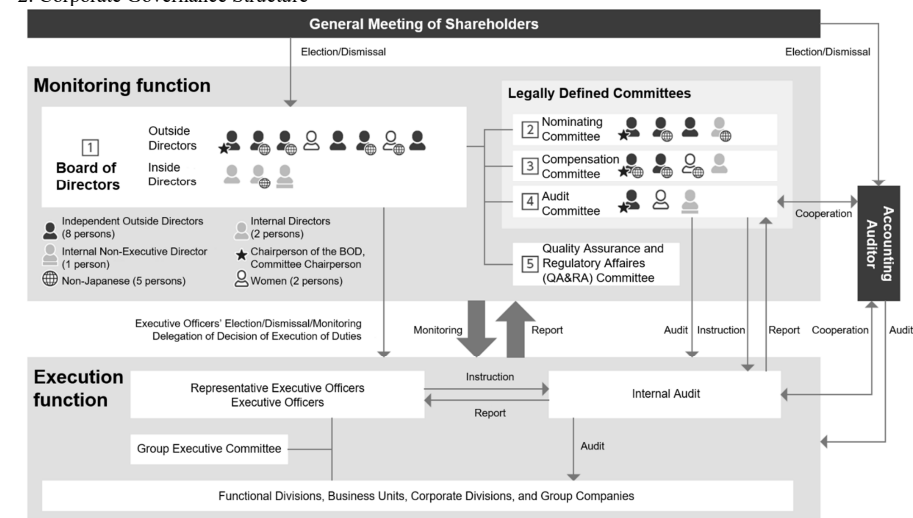 2. Corporate Governance Structure
General Meeting of Shareholders
Election/Dismissal
Election/Dismissal
Monitoring function
Legally Defined Committees
1
Board of
Directors
Outside
Directors
Inside
Directors
2
Nominating
Committee
3
Compensation
Committee
4
Audit
Committee
5
Quality Assurance and
Regulatory Affaires
(QA&RA) Committee
Independent Outside Directors
(8 persons)
Internal Directors
(2 persons)
Internal Non-Executive Director
(1 person)
Chairperson of the BOD,
Committee Chairperson
Non-Japanese (5 persons)
Women (2 persons)
Cooperation
Accounting
Auditor
Executive Officers' Election/Dismissal/Monitoring
Delegation of Decision of Execution of Duties
Monitoring
Report
Audit
Instruction
Report
Cooperation
Audit
Execution
function
Representative Executive Officers
Executive Officers
Instruction
Report
Internal Audit
Group Executive Committee
Audit
Functional Divisions, Business Units, Corporate Divisions, and Group Companies